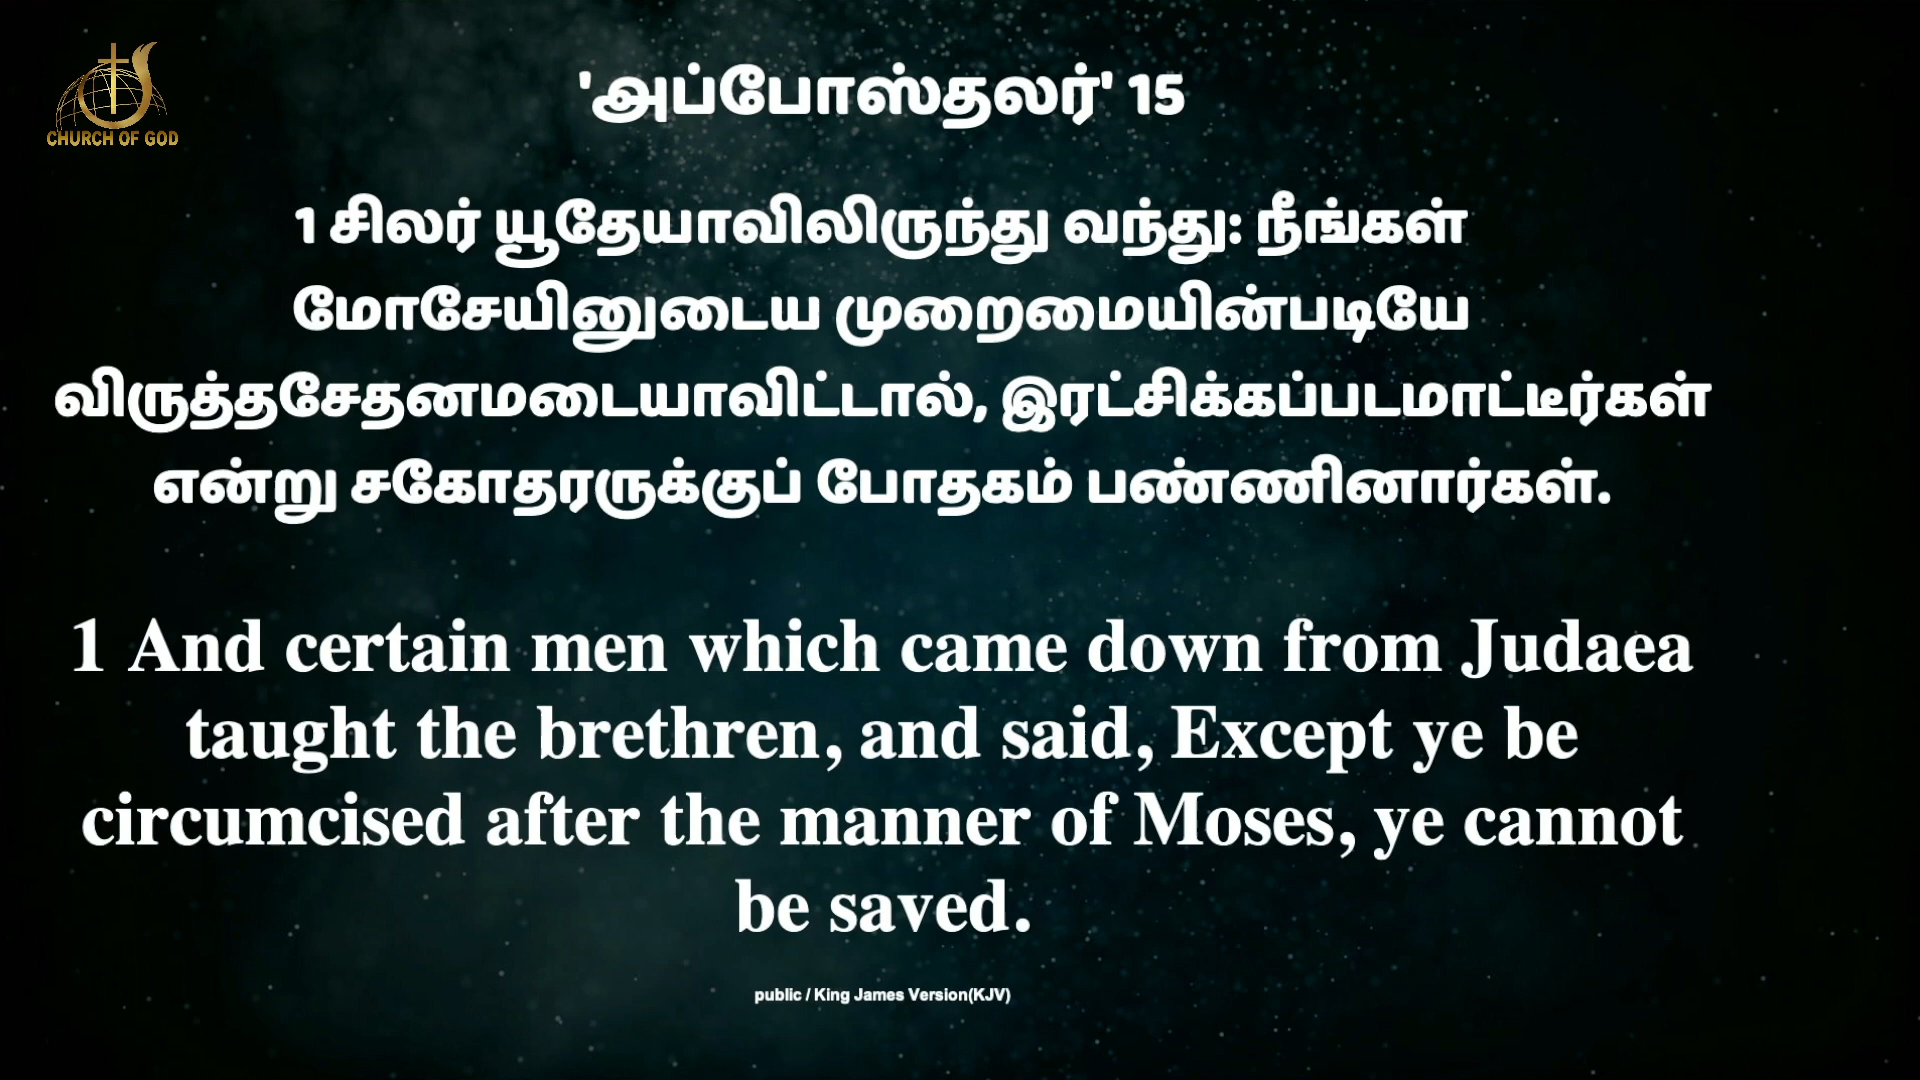 CHURCH OF GOD
'அப்போஸ்தலர்' 15
1 சிலர் யூதேயாவிலிருந்து வந்து: நீங்கள்
மோசேயினுடைய முறைமையின்படியே
விருத்தசேதனமடையாவிட்டால், இரட்சிக்கப்படமாட்டீர்கள்
என்று சகோதரருக்குப் போதகம் பண்ணினார்கள்.
1 And certain men which came down from Judaea
taught the brethren, and said, Except ye be
circumcised after the manner of Moses, ye cannot
be saved.
public / King James Version(KJV)